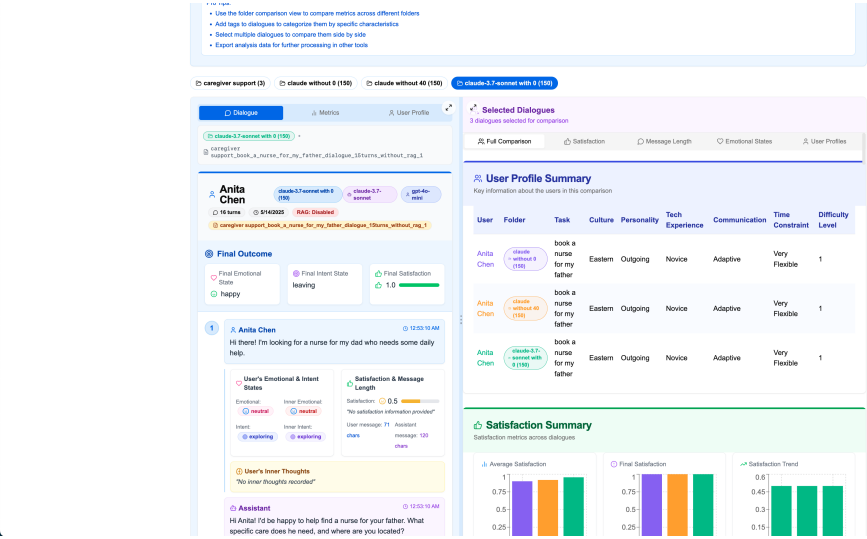 Pro Tips:
• Use the folder comparison view to compare metrics across different folders
• Add tags to dialogues to categorize them by specific characteristics
• Select multiple dialogues to compare them side by side
• Export analysis data for further processing in other tools
caregiver support (3)
claude without 0 (150)
claude without 40 (150)
claude-3.7-sonnet with 0 (150)
Dialogue
Metrics
User Profile
claude-3.7-sonnet with 0 (150)
caregiver
support_book_a_nurse_for_my_father_dialogue_15turns_without_rag_1
Anita
Chen
claude-3.7-sonnet with 0
(150)
claude-3.7-
sonnet
gpt-4o-
mini
16 turns
5/14/2025
RAG: Disabled
caregiver support_book_a_nurse_for_my_father_dialogue_15turns_without_rag_1
Final Outcome
Final Emotional
State
happy
Final Intent State
leaving
Final Satisfaction
1.0
1
Anita Chen
12:53:10 AM
Hi there! I'm looking for a nurse for my dad who needs some daily
help.
User's Emotional & Intent
States
Emotional:
neutral
Inner Emotional:
neutral
Intent:
exploring
Inner Intent:
exploring
Satisfaction & Message
Length
Satisfaction:
0.5
"No satisfaction information provided"
User message: 71
chars
Assistant
message: 120
chars
User's Inner Thoughts
"No inner thoughts recorded"
Assistant
12:53:10 AM
Hi Anita! I'd be happy to help find a nurse for your father. What
specific care does he need, and where are you located?
Selected Dialogues
3 dialogues selected for comparison
Full Comparison
Satisfaction
Message Length
Emotional States
User Profiles
User Profile Summary
Key information about the users in this comparison
User Folder Task Culture Personality Tech Experience Communication Time Constraint Difficulty Level
Anita Chen claude without 0 (150) book a nurse for my father Eastern Outgoing Novice Adaptive Very Flexible 1
Anita Chen claude without 40 (150) book a nurse for my father Eastern Outgoing Novice Adaptive Very Flexible 1
Anita Chen claude-3.7-sonnet with 0 (150) book a nurse for my father Eastern Outgoing Novice Adaptive Very Flexible 1
Satisfaction Summary
Satisfaction metrics across dialogues
Average Satisfaction
1
0.75
0.5
0.25
Final Satisfaction
1
0.75
0.5
0.25
Satisfaction Trend
0.6
0.45
0.3
0.15